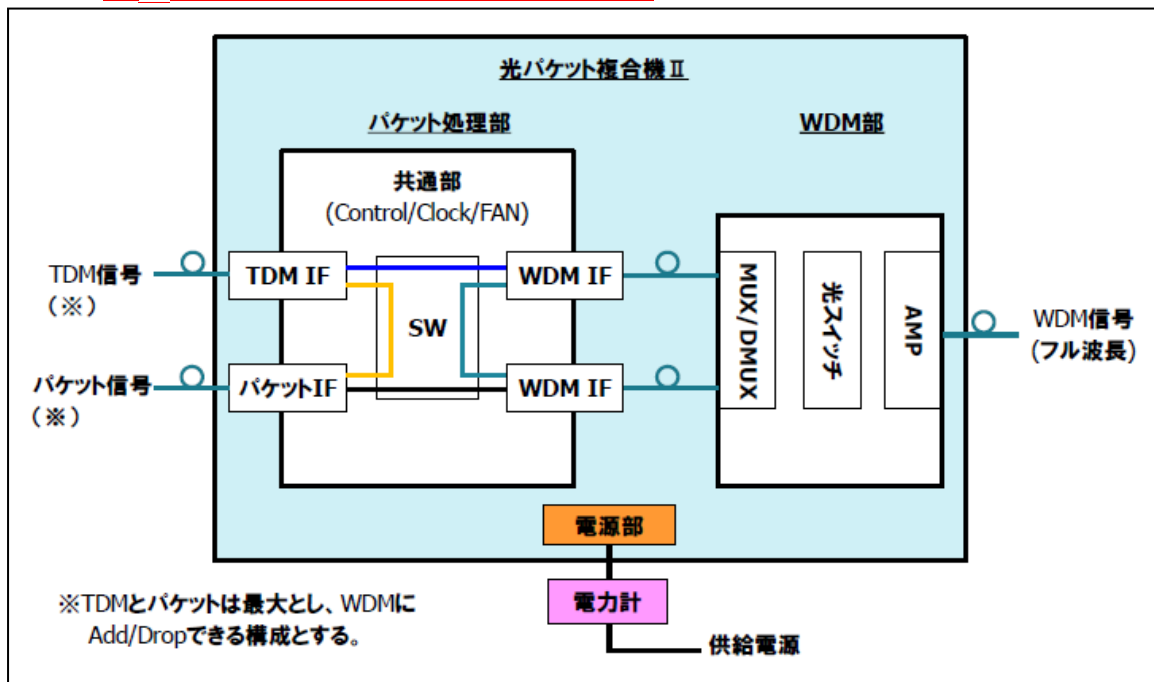 光パケット複合機Ⅱ
パケット処理部
WDM部
共通部
(Control/Clock/FAN)
TDM信号
(※)
TDM IF
WDM IF
SW
パケット信号
(※)
パケットIF
WDM IF
MUX/DMUX
光スイッチ
AMP
WDM信号
(フル波長)
電源部
電力計
供給電源
※TDMとパケットは最大とし、WDMに
Add/Dropできる構成とする。